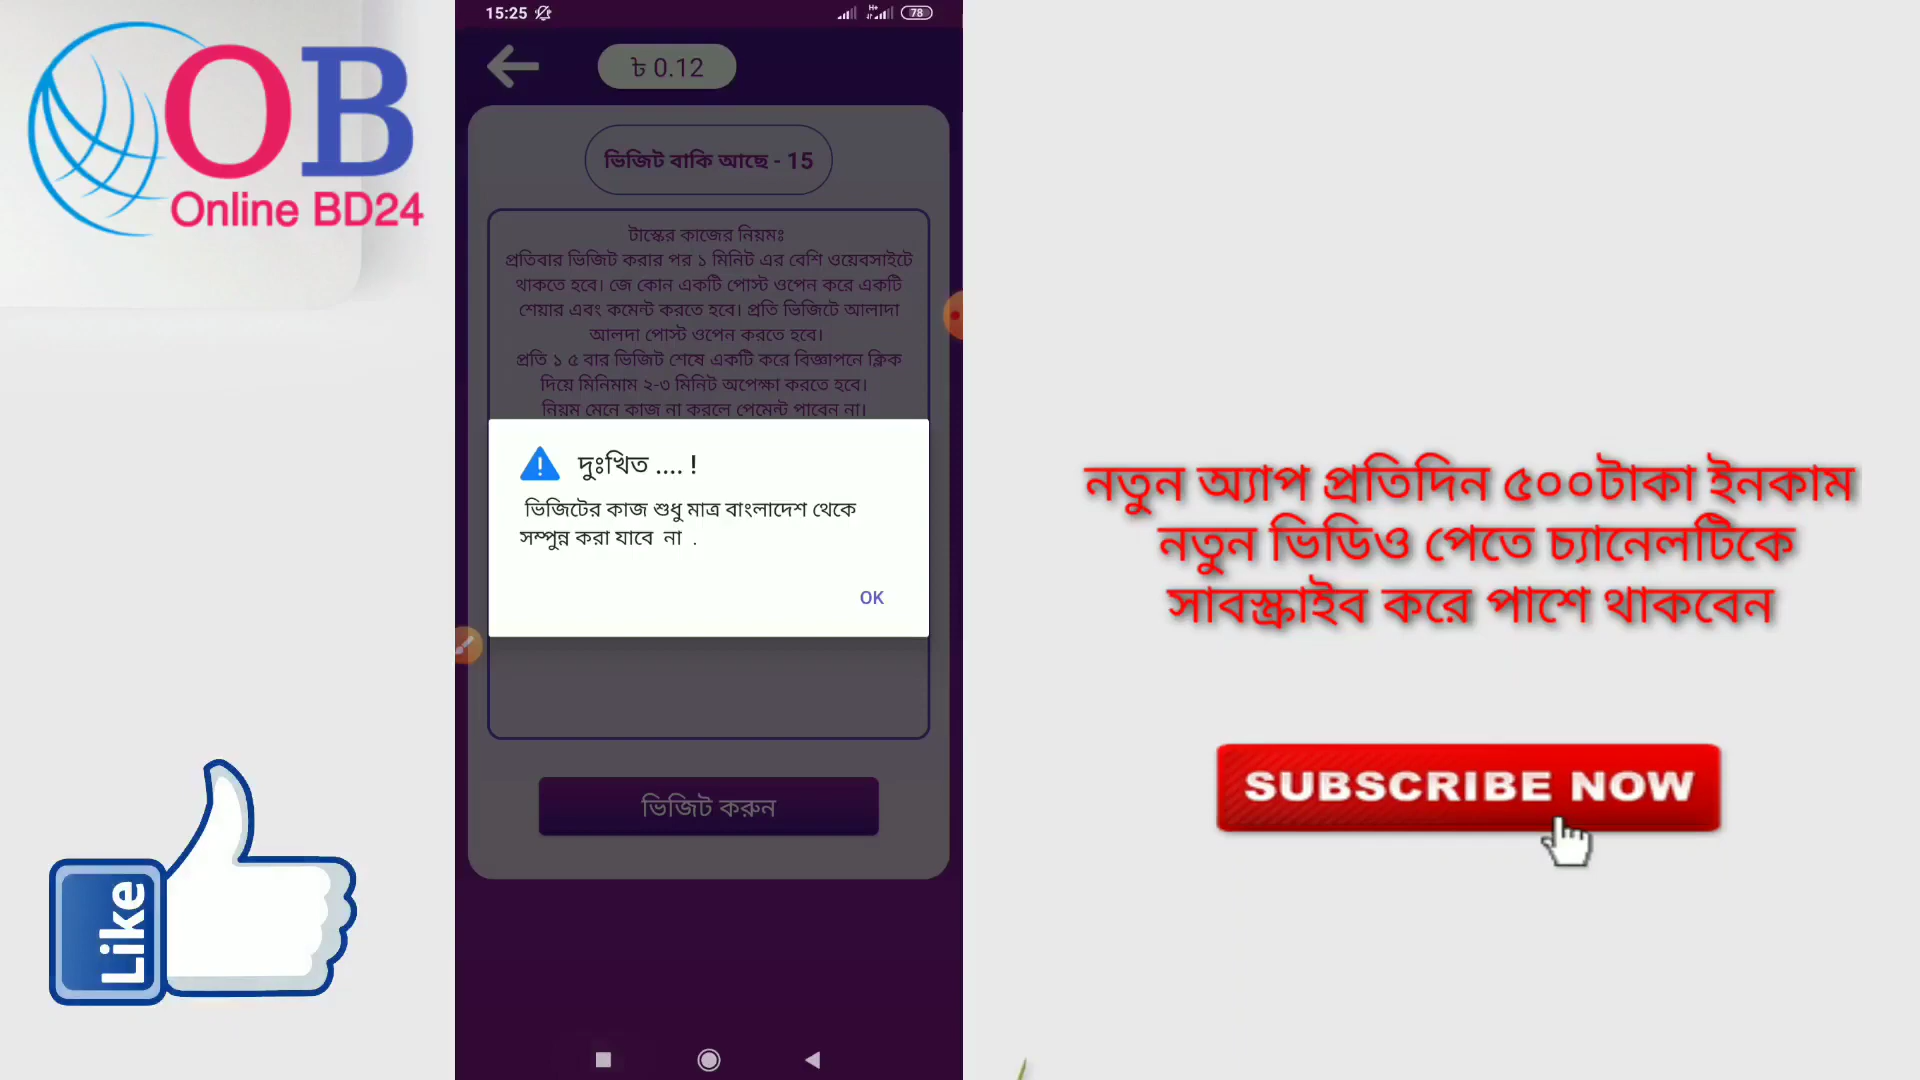 OB
Online BD24
15:25
78
৳ 0.12
ভিজিট বাকি আছে - 15
টাস্কের কাজের নিয়মঃ
প্রতিবার ভিজিট করার পর ১ মিনিট এর বেশি ওয়েবসাইটে
থাকতে হবে। জে কোন একটি পোস্ট ওপেন করে একটি
শেয়ার এবং কমেন্ট করতে হবে। প্রতি ভিজিটে আলাদা
আলদা পোস্ট ওপেন করতে হবে।
প্রতি ১ ৫ বার ভিজিট শেষে একটি করে বিজ্ঞাপনে ক্লিক
দিয়ে মিনিমাম ২-৩ মিনিট অপেক্ষা করতে হবে।
নিয়ম মেনে কাজ না করলে পেমেন্ট পাবেন না।
দুঃখিত .... !
ভিজিটের কাজ শুধু মাত্র বাংলাদেশ থেকে
সম্পুন্ন করা যাবে না .
OK
ভিজিট করুন
নতুন অ্যাপ প্রতিদিন ৫০০টাকা ইনকাম
নতুন ভিডিও পেতে চ্যানেলটিকে
সাবস্ক্রাইব করে পাশে থাকবেন
SUBSCRIBE NOW
Like